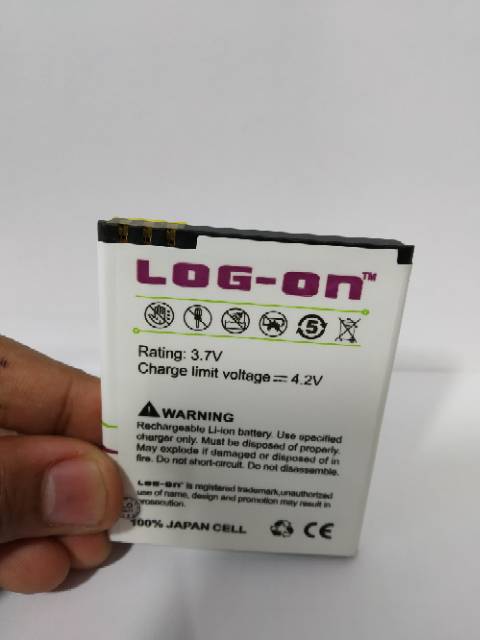 LOG-ON™
5
Rating: 3.7V
Charge limit voltage⎓4.2V
WARNING
Rechargeable Li-ion battery. Use specified
charger only. Must be disposed of properly.
May explode if damaged or disposed in
fire. Do not short-circuit. Do not disassemble.
LOG-ON® is registered trademark,unauthorized
use of name, design and promotion may result in
prosecution.
100% JAPAN CELL CE